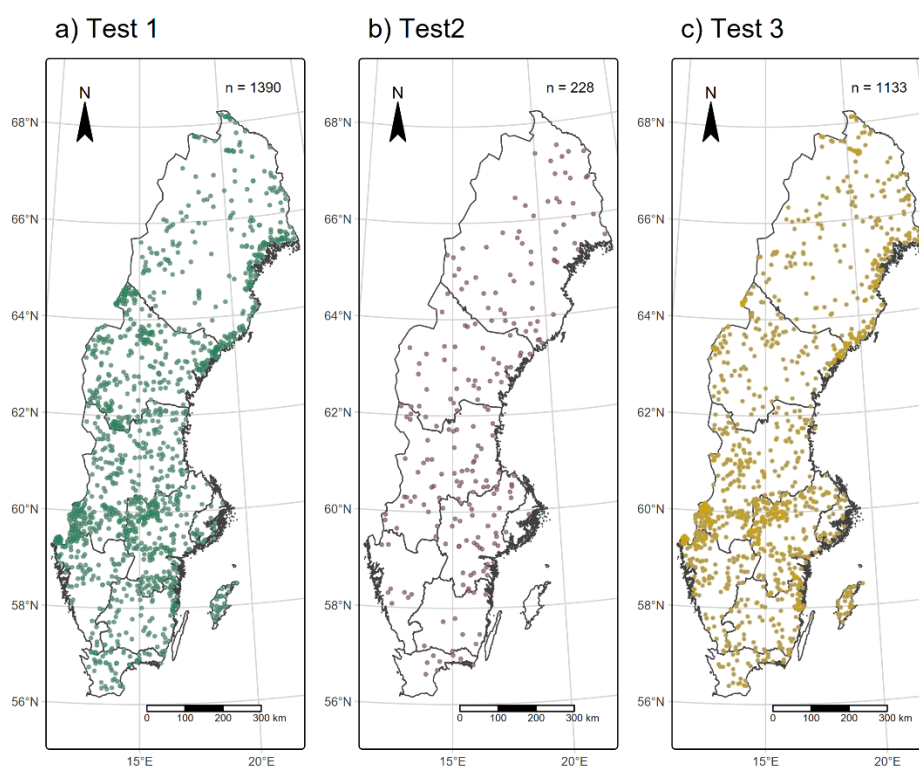 a) Test 1
b) Test2
c) Test 3
N
n = 1390
N
n = 228
N
n = 1133
68°N
66°N
64°N
62°N
60°N
58°N
56°N
68°N
66°N
64°N
62°N
60°N
58°N
56°N
68°N
66°N
64°N
62°N
60°N
58°N
56°N
0 100 200 300 km
0 100 200 300 km
0 100 200 300 km
15°E 20°E
15°E 20°E
15°E 20°E